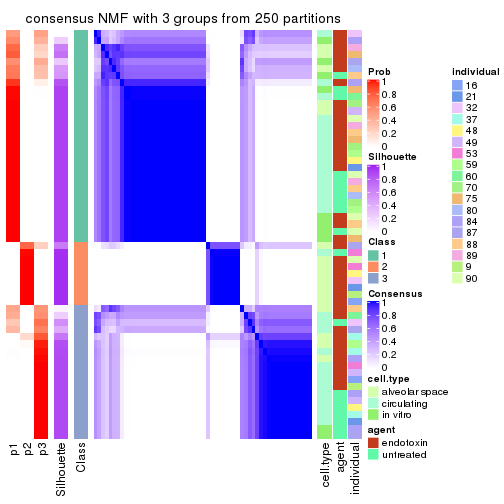 consensus NMF with 3 groups from 250 partitions
Prob
1
0.8
0.6
0.4
0.2
0
Silhouette
1
0.8
0.6
0.4
0.2
0
Class
1
2
3
Consensus
1
0.8
0.6
0.4
0.2
0
cell.type
alveolar space
circulating
in vitro
agent
endotoxin
untreated
Individual
16
21
32
37
48
49
53
59
60
70
75
80
84
87
88
89
9
90
p1
p2
p3
Silhouette
Class
cell.type
agent
individual